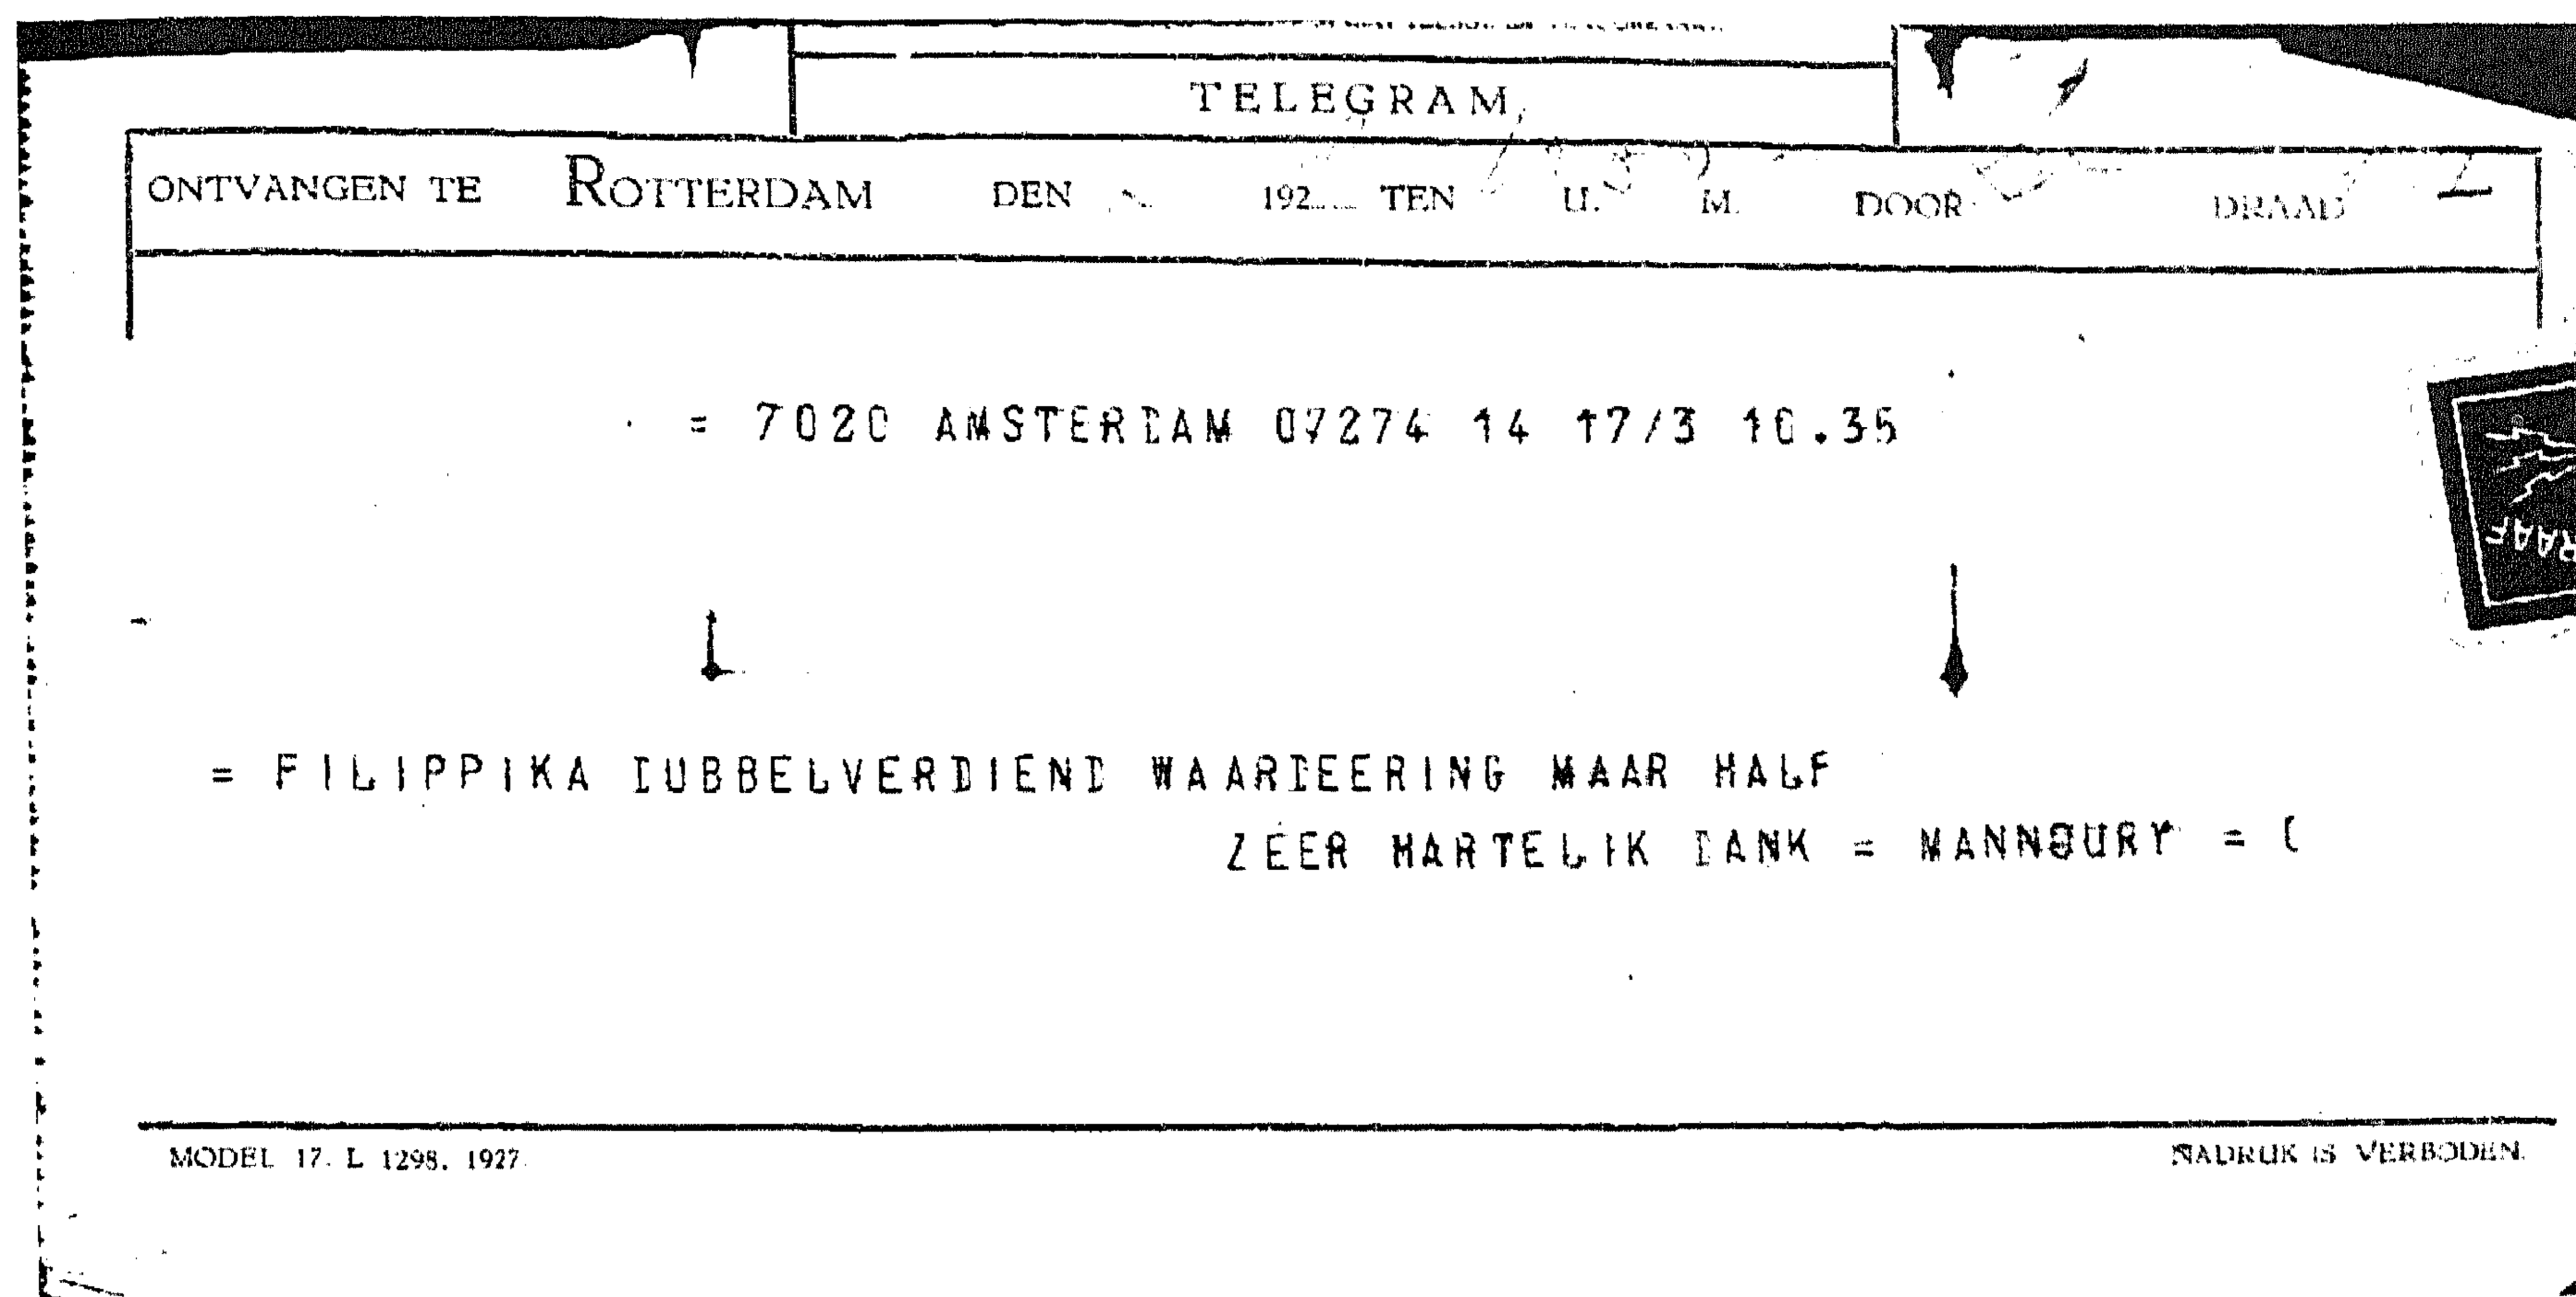 TELEGRAM
ONTVANGEN TE ROTTERDAM DEN 192 TEN U. M. DOOR DRAAD
= 7020 AMSTERDAM 07274 14 17/3 10.35
RAAF
= FILIPPIKA DUBBELVERDIEND WAARDEERING MAAR HALF
ZEER HARTELIK DANK = MANNOURY = (
MODEL 17. L 1298. 1927.
NADRUK IS VERBODEN.